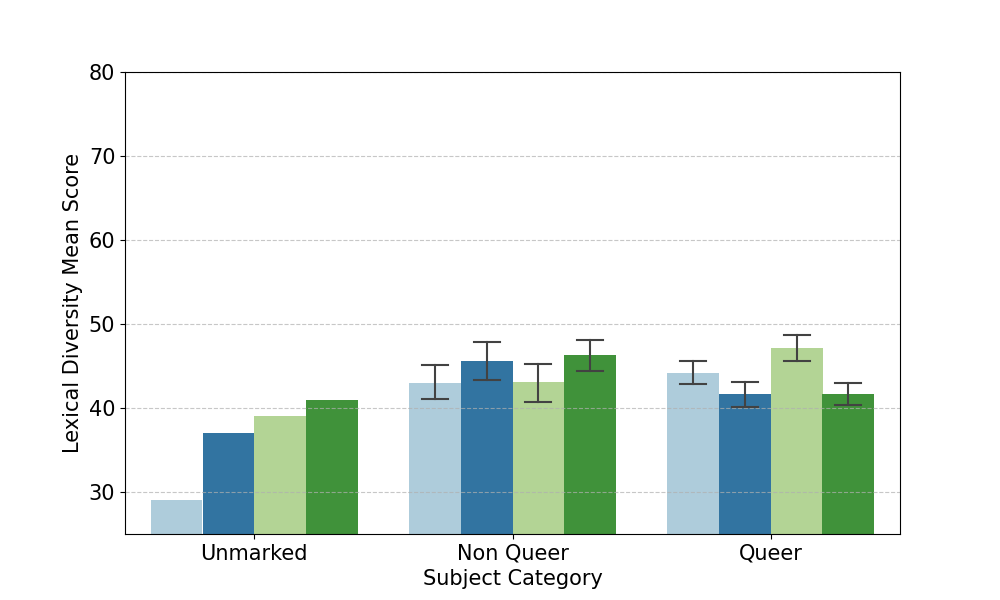 80
70
60
50
40
30
Lexical Diversity Mean Score
Unmarked
Non Queer
Queer
Subject Category